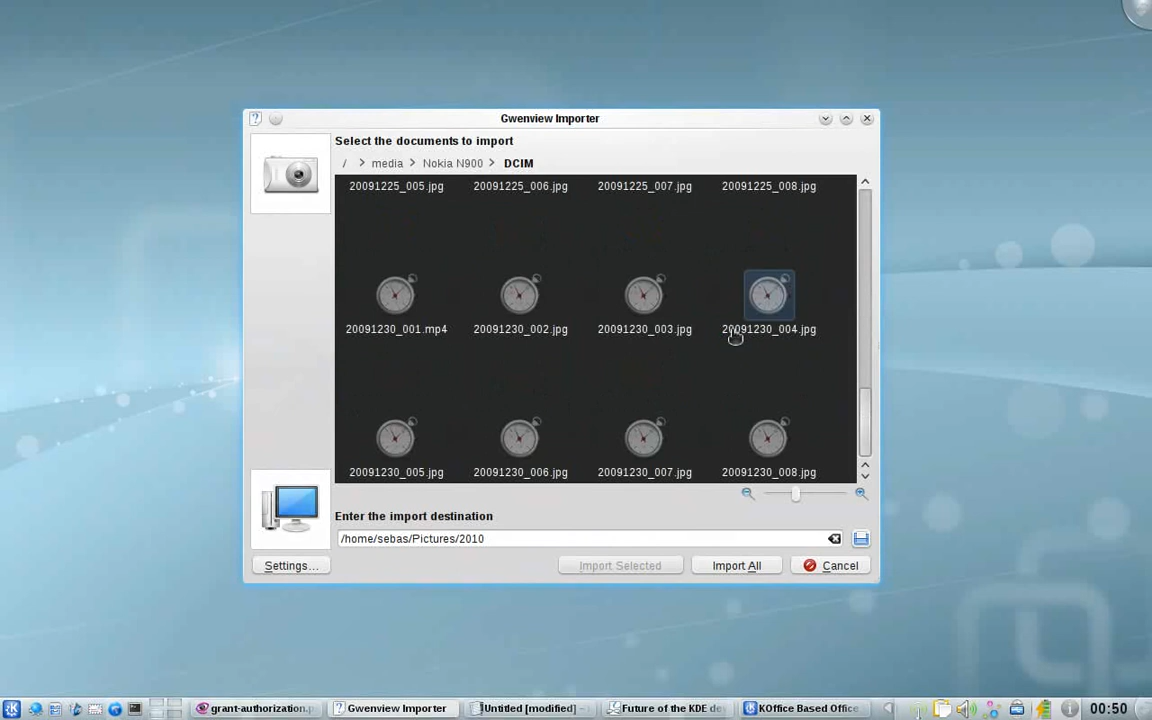 Gwenview Importer
Select the documents to import
/ > media > Nokia N900 > DCIM
20091225_005.jpg 20091225_006.jpg 20091225_007.jpg 20091225_008.jpg
20091230_001.mp4 20091230_002.jpg 20091230_003.jpg 20091230_004.jpg
20091230_005.jpg 20091230_006.jpg 20091230_007.jpg 20091230_008.jpg
Enter the import destination
/home/sebas/Pictures/2010
Settings... Import Selected Import All Cancel
grant-authorization.p Gwenview Importer Untitled [modified] – Future of the KDE de KOffice Based Office 00:50